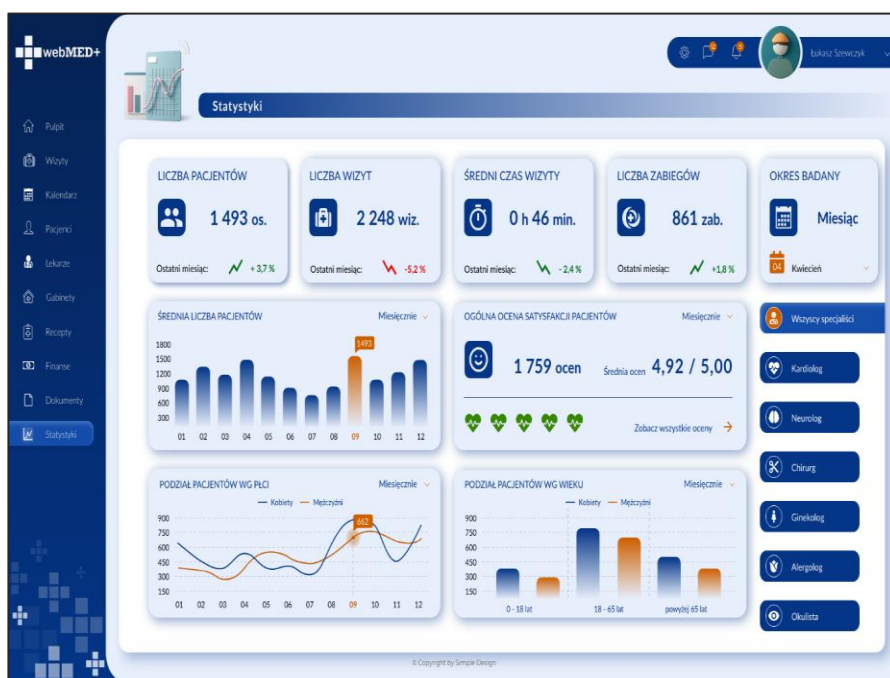 webMED+
Łukasz Szewczyk
Statystyki
Pulpit
Wizyty
Kalendarz
Pacjenci
Lekarze
Gabinety
Recepty
Finanse
Dokumenty
Statystyki
LICZBA PACJENTÓW
1 493 os.
Ostatni miesiąc: + 3,7 %
LICZBA WIZYT
2 248 wiz.
Ostatni miesiąc: -5,2 %
ŚREDNI CZAS WIZYTY
0 h 46 min.
Ostatni miesiąc: - 2,4 %
LICZBA ZABIEGÓW
861 zab.
Ostatni miesiąc: +1,8 %
OKRES BADANY
Miesiąc
04 Kwiecień
ŚREDNIA LICZBA PACJENTÓW Miesięcznie
1493
1800
1500
1200
900
600
300
01 02 03 04 05 06 07 08 09 10 11 12
OGÓLNA OCENA SATYSFAKCJI PACJENTÓW Miesięcznie
1 759 ocen Średnia ocen 4,92 / 5,00
Zobacz wszystkie oceny
PODZIAŁ PACJENTÓW WG PŁCI Miesięcznie
Kobiety Mężczyźni
662
900
750
600
450
300
150
01 02 03 04 05 06 07 08 09 10 11 12
PODZIAŁ PACJENTÓW WG WIEKU Miesięcznie
Kobiety Mężczyźni
900
750
600
450
300
150
0 - 18 lat 18 - 65 lat powyżej 65 lat
Wszyscy specjaliści
Kardiolog
Neurolog
Chirurg
Ginekolog
Alergolog
Okulista
© Copyright by Simple Design